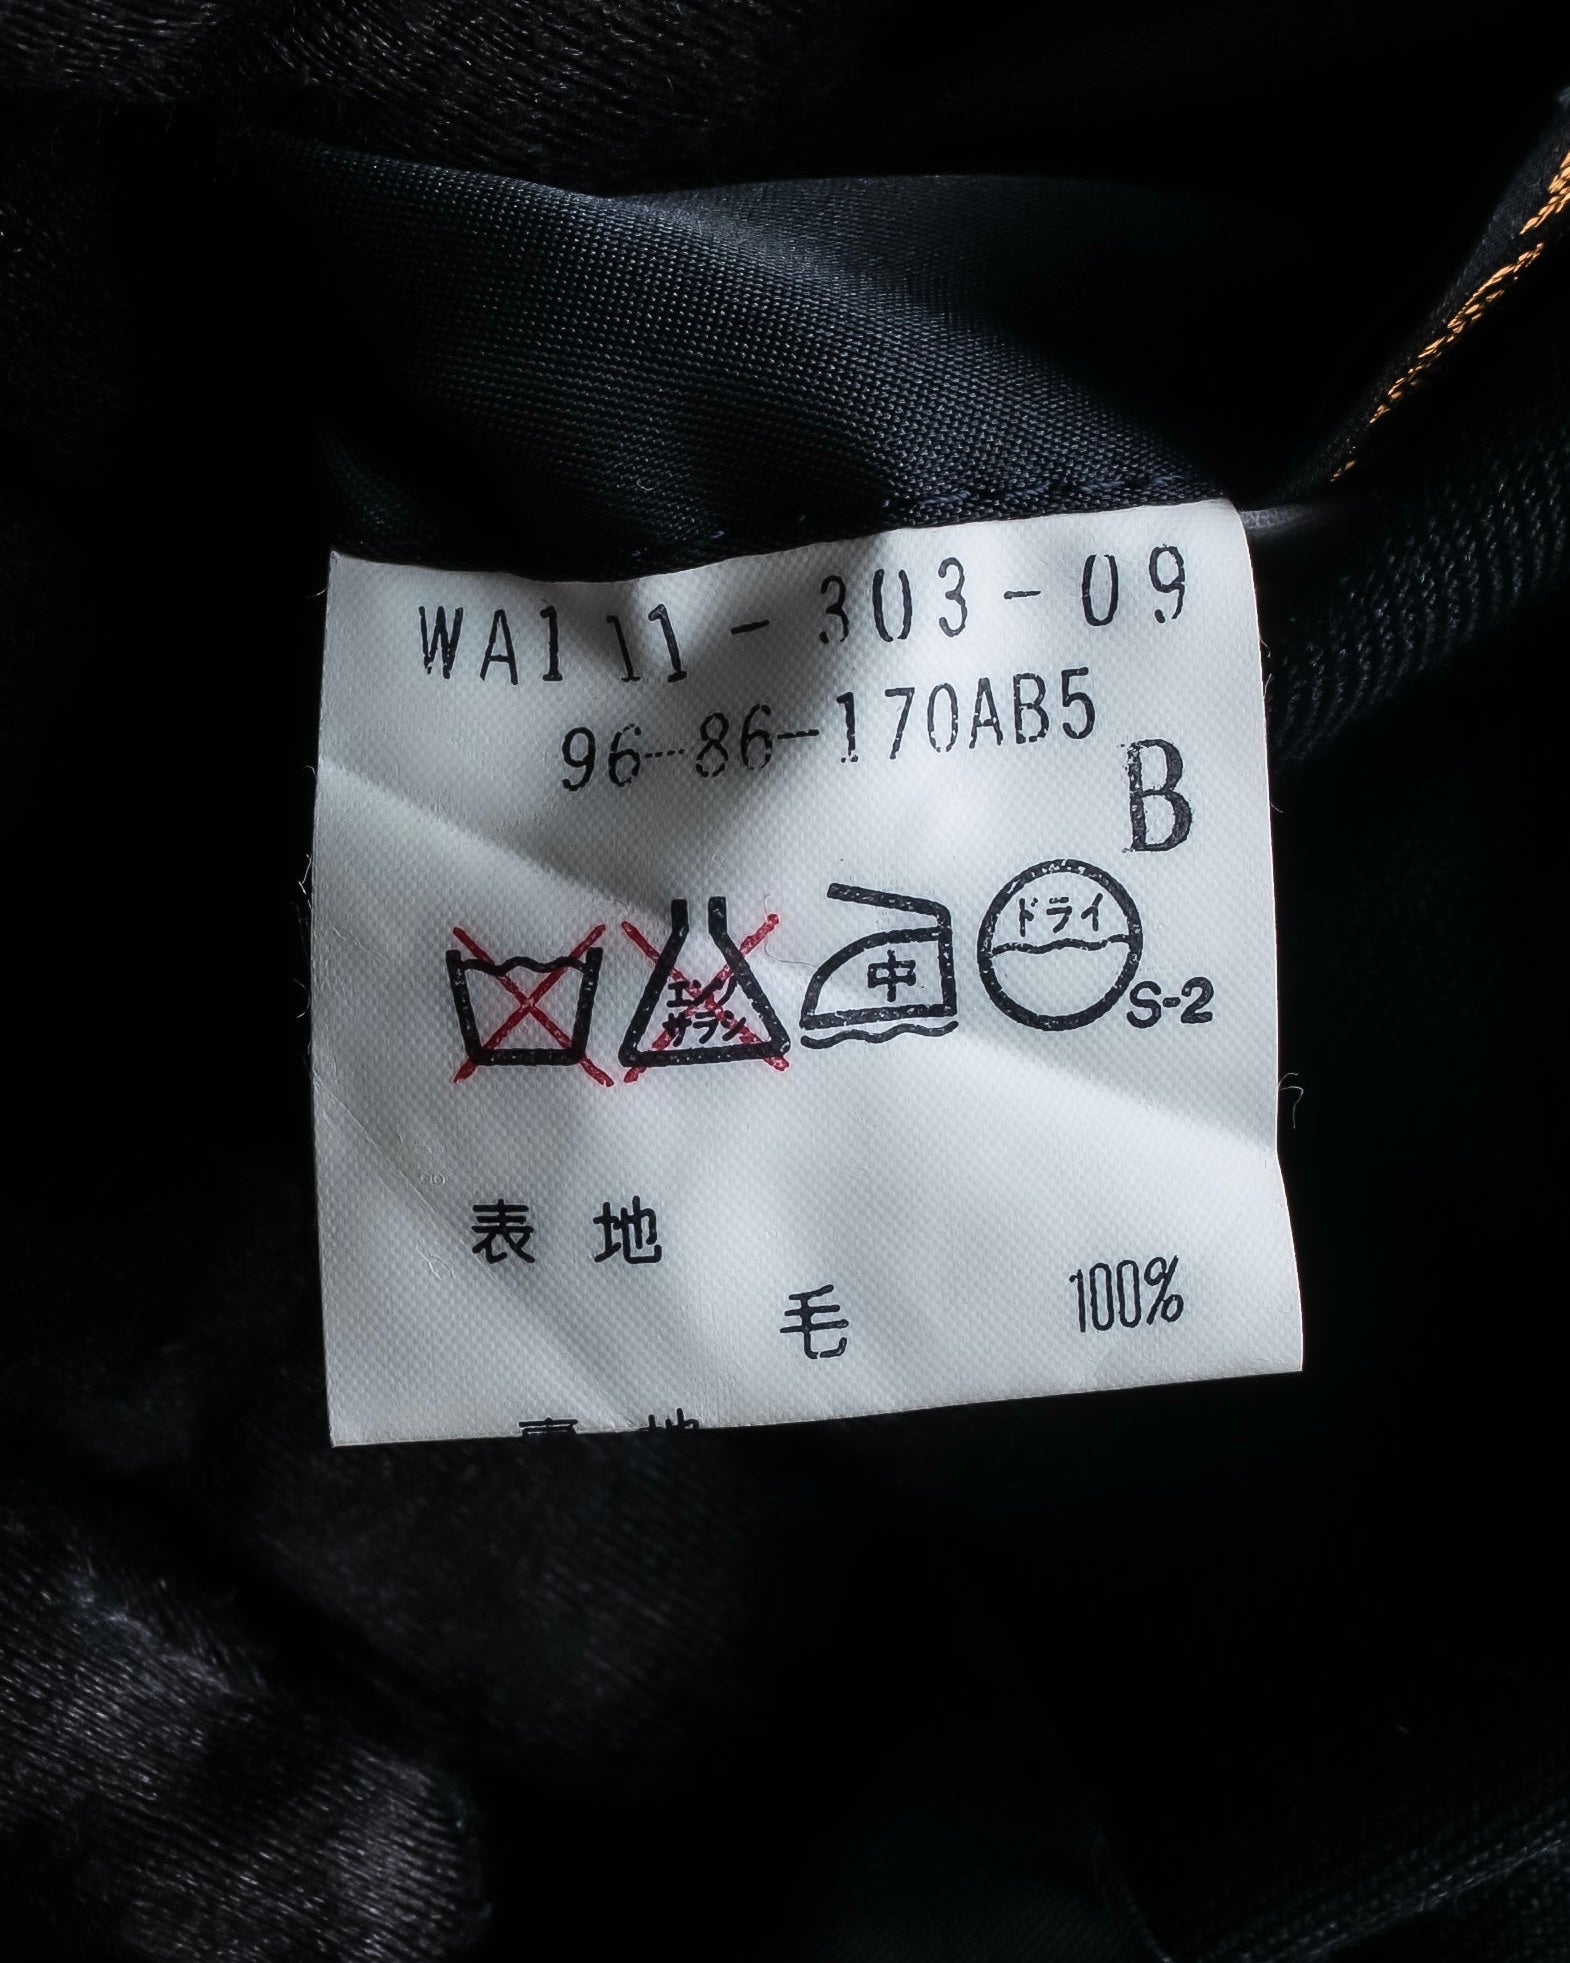 WA111-303-09
96-86-170AB5
B
エンソ
サラシ
中
ドライ
S-2
表地
毛 100%